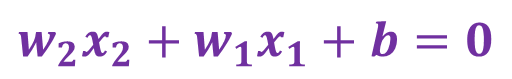 w₂x₂ + w₁x₁ + b = 0